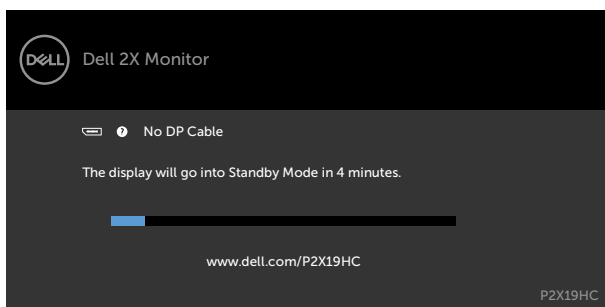 DELL
Dell 2X Monitor
? No DP Cable
The display will go into Standby Mode in 4 minutes.
www.dell.com/P2X19HC
P2X19HC